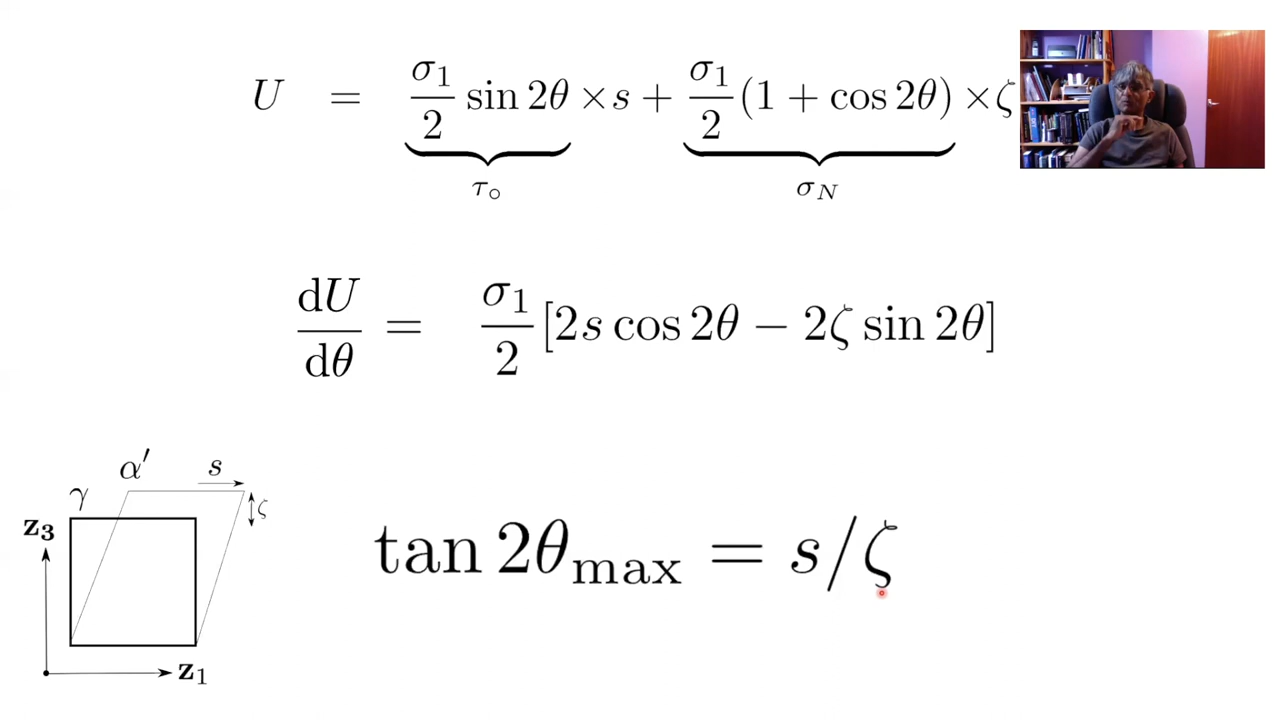 U = σ₁/2 sin 2θ × s + σ₁/2 (1 + cos 2θ) × ζ
τ∘ σ_N
dU/dθ = σ₁/2 [2s cos 2θ − 2ζ sin 2θ]
α′ s
γ ζ
z₃
tan 2θ_max = s/ζ
z₁